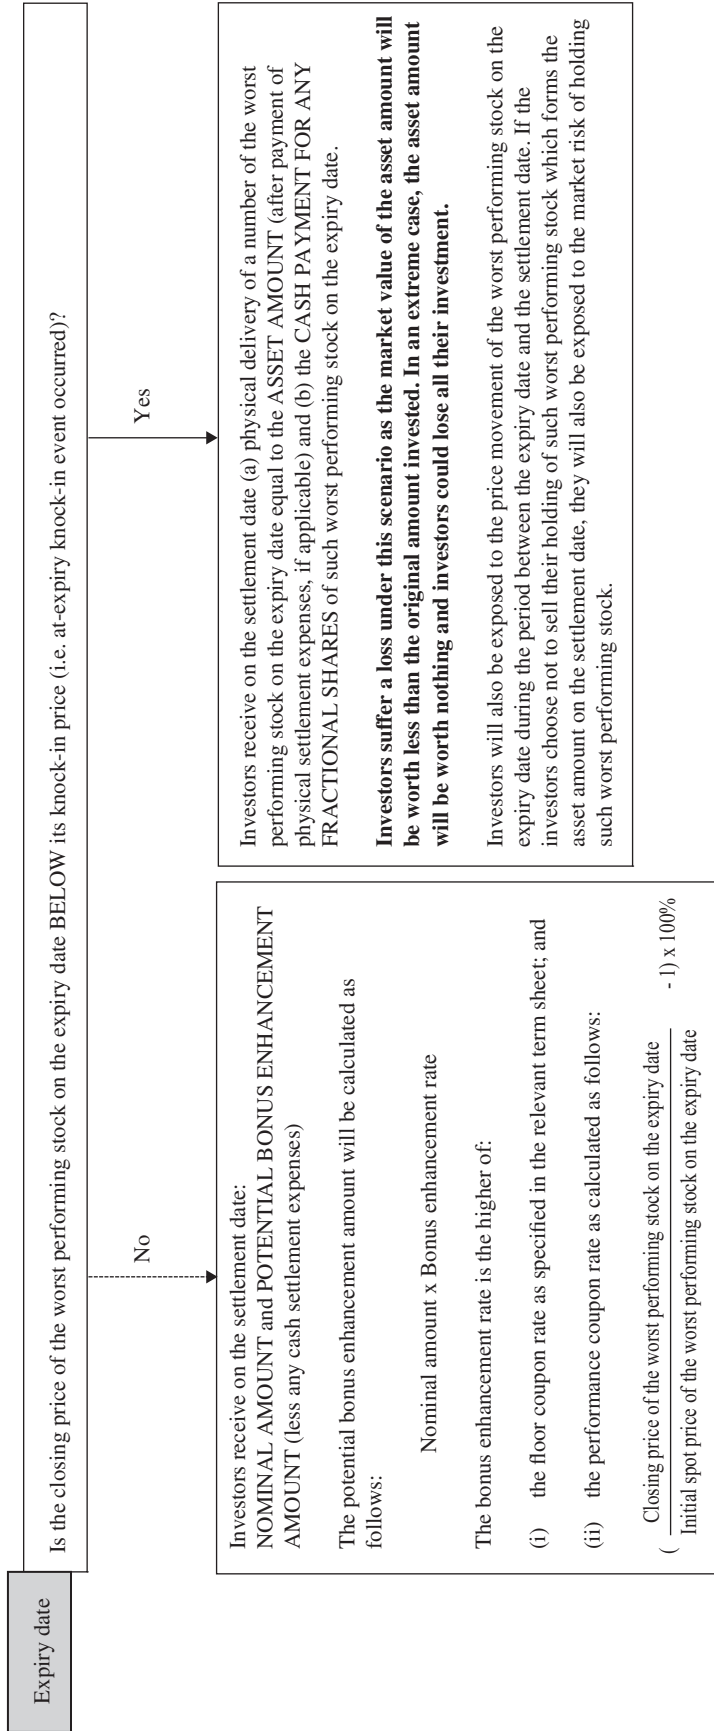 Expiry date
Is the closing price of the worst performing stock on the expiry date BELOW its knock-in price (i.e. at-expiry knock-in event occurred)?
No
Yes
Investors receive on the settlement date:
NOMINAL AMOUNT and POTENTIAL BONUS ENHANCEMENT
AMOUNT (less any cash settlement expenses)
The potential bonus enhancement amount will be calculated as
follows:
Nominal amount x Bonus enhancement rate
The bonus enhancement rate is the higher of:
(i) the floor coupon rate as specified in the relevant term sheet; and
(ii) the performance coupon rate as calculated as follows:
( Closing price of the worst performing stock on the expiry date - 1) x 100%
Initial spot price of the worst performing stock on the expiry date
Investors receive on the settlement date (a) physical delivery of a number of the worst
performing stock on the expiry date equal to the ASSET AMOUNT (after payment of
physical settlement expenses, if applicable) and (b) the CASH PAYMENT FOR ANY
FRACTIONAL SHARES of such worst performing stock on the expiry date.
Investors suffer a loss under this scenario as the market value of the asset amount will
be worth less than the original amount invested. In an extreme case, the asset amount
will be worth nothing and investors could lose all their investment.
Investors will also be exposed to the price movement of the worst performing stock on the
expiry date during the period between the expiry date and the settlement date. If the
investors choose not to sell their holding of such worst performing stock which forms the
asset amount on the settlement date, they will also be exposed to the market risk of holding
such worst performing stock.